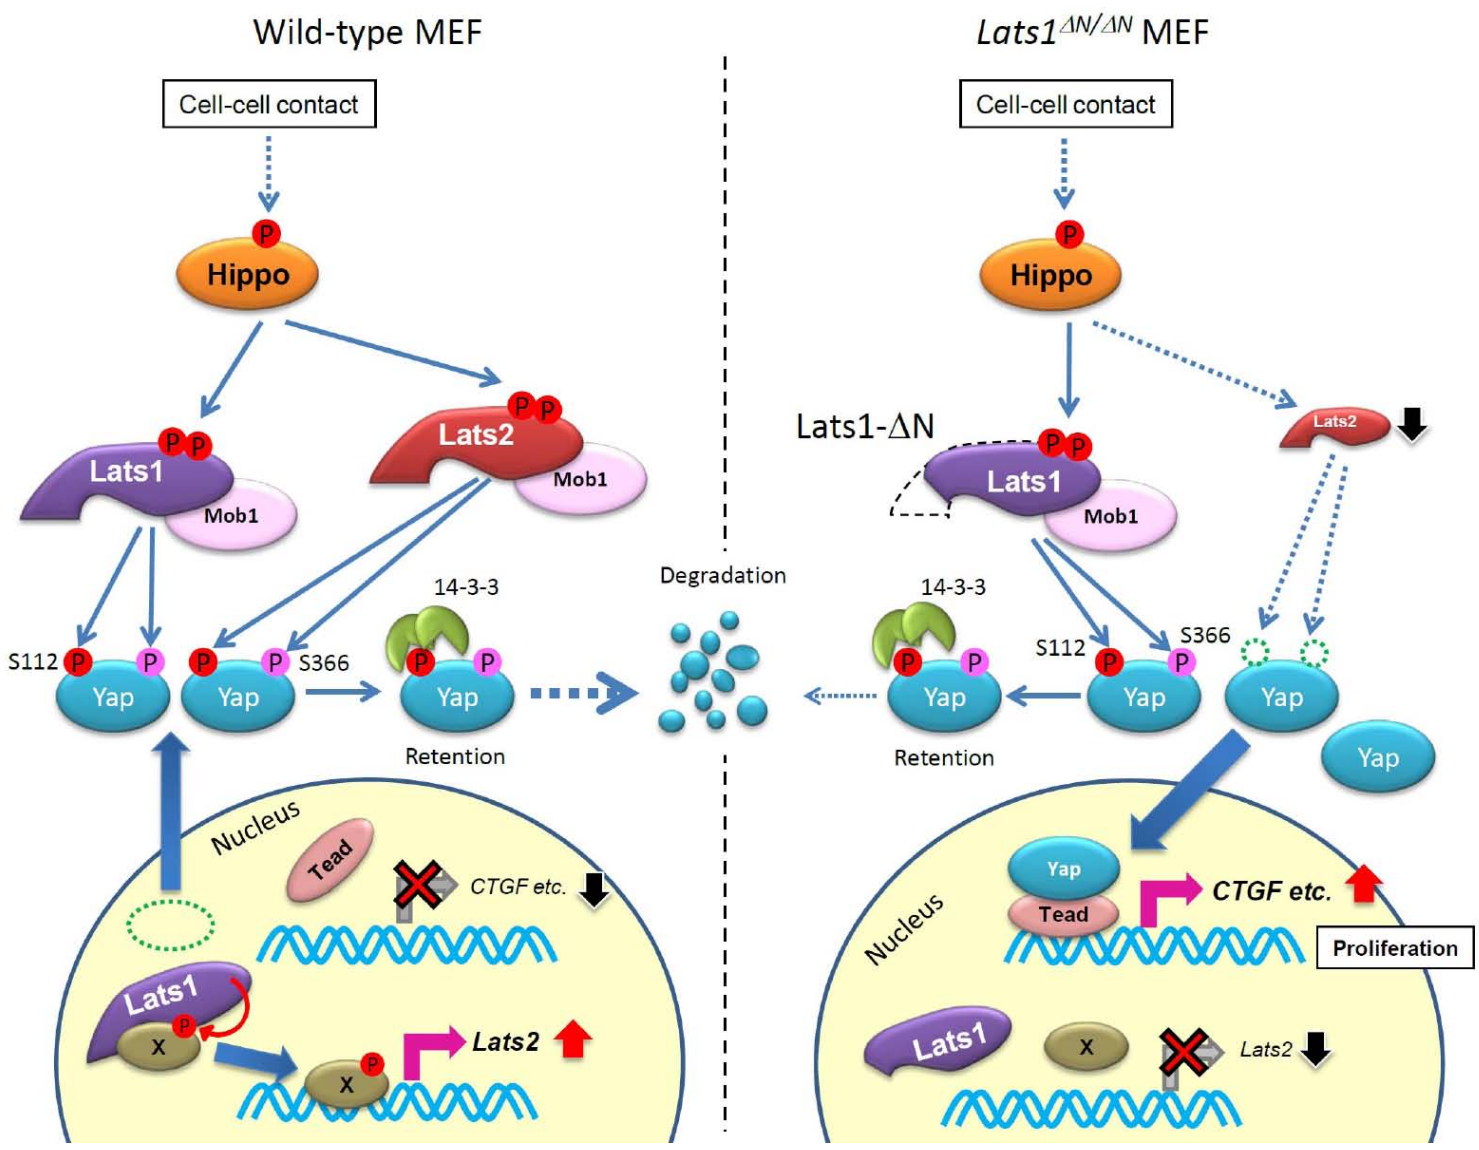 Wild-type MEF
Cell-cell contact
P
Hippo
P P
Lats1
Mob1
P P
Lats2
Mob1
S112 P P
Yap
P P S366
Yap
14-3-3
P P
Yap
Retention
Degradation
Nucleus
Tead
CTGF etc.
Lats1
P
X
P
X
Lats2
Lats1ΔN/ΔN MEF
Cell-cell contact
P
Hippo
Lats1-ΔN
P P
Lats1
Mob1
Lats2
14-3-3
P P
Yap
Retention
S112 P P S366
Yap
Yap
Yap
Nucleus
Yap
Tead
CTGF etc.
Proliferation
Lats1
X
Lats2